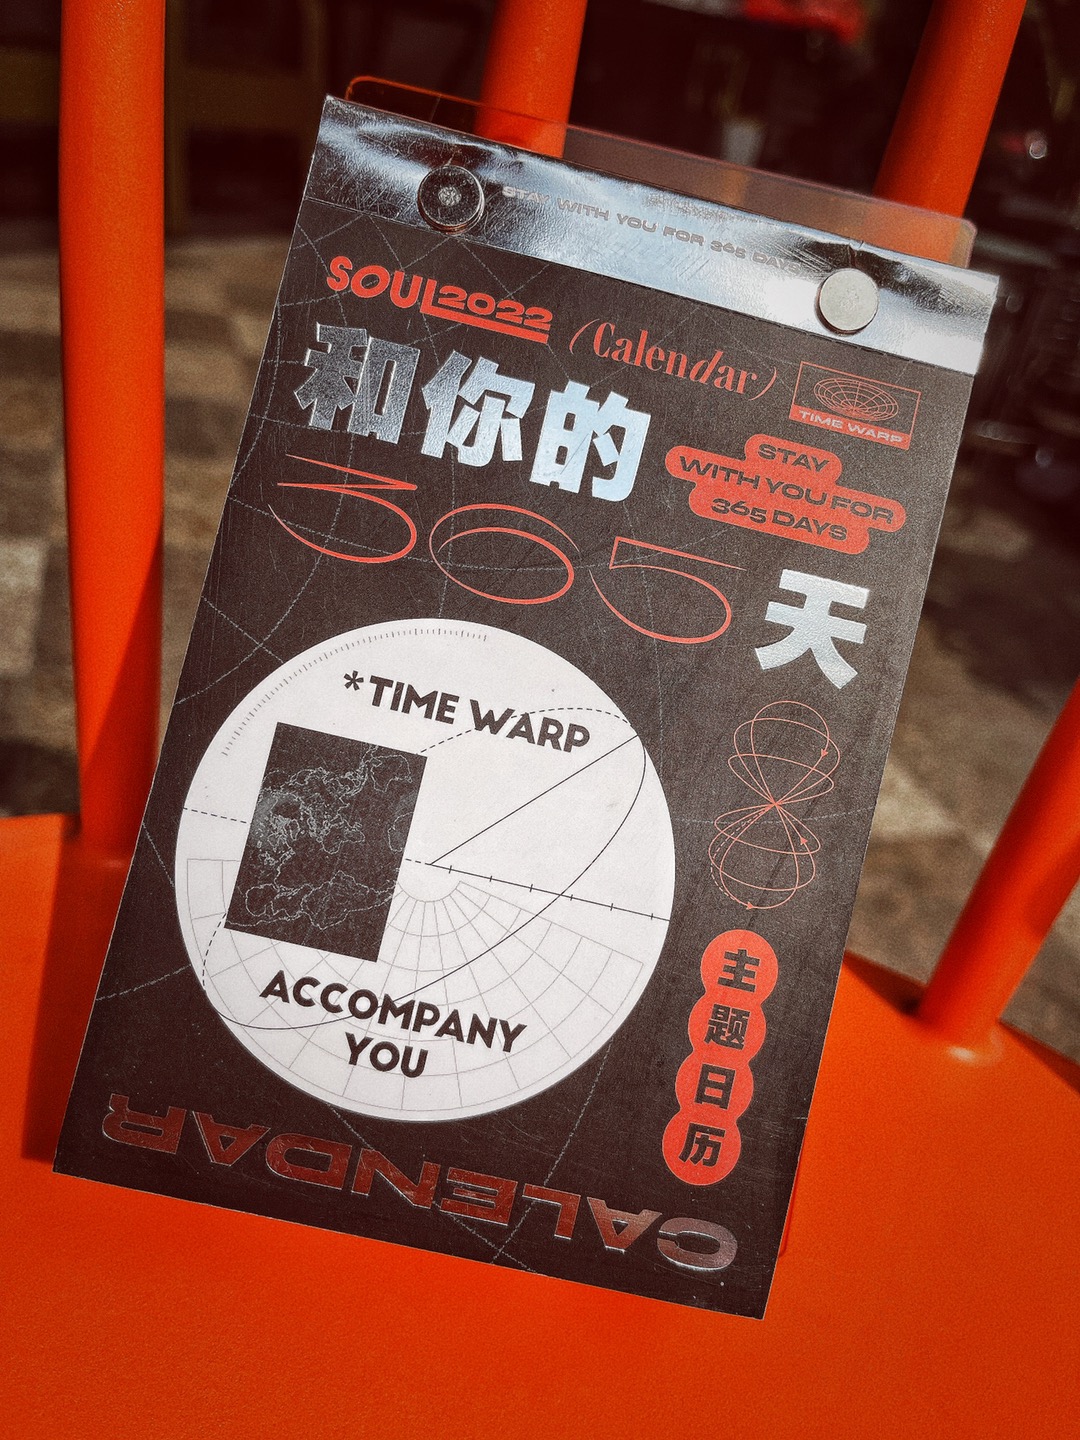 STAY WITH YOU FOR 365 DAYS
SOUL2022
(Calendar)
TIME WARP
和你的
365
天
STAY
WITH YOU FOR
365 DAYS
*TIME WARP
ACCOMPANY
YOU
主题日历
CALENDAR